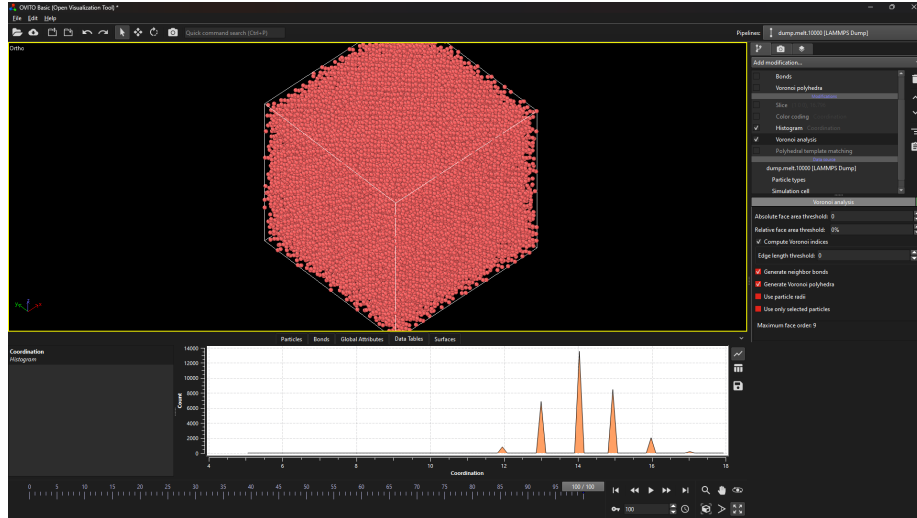 OVITO Basic (Open Visualization Tool) *
File Edit Help
Quick command search (Ctrl+P)
Pipelines: dump.melt.10000 [LAMMPS Dump]
Ortho
Add modification...
Bonds
Voronoi polyhedra
Slice
Color coding
Histogram Coordination
Voronoi analysis
Polyhedral template matching
Data source
dump.melt.10000 [LAMMPS Dump]
Particle types
Simulation cell
Voronoi analysis
Absolute face area threshold: 0
Relative face area threshold: 0%
Compute Voronoi indices
Edge length threshold: 0
Generate neighbor bonds
Generate Voronoi polyhedra
Use particle radii
Use only selected particles
Maximum face order: 9
Particles Bonds Global Attributes Data Tables Surfaces
Coordination
Histogram
14000
12000
10000
8000
6000
4000
2000
0
Count
4 6 8 10 12 14 16 18
Coordination
0 5 10 15 20 25 30 35 40 45 50 55 60 65 70 75 80 85 90 95 100 / 100
100